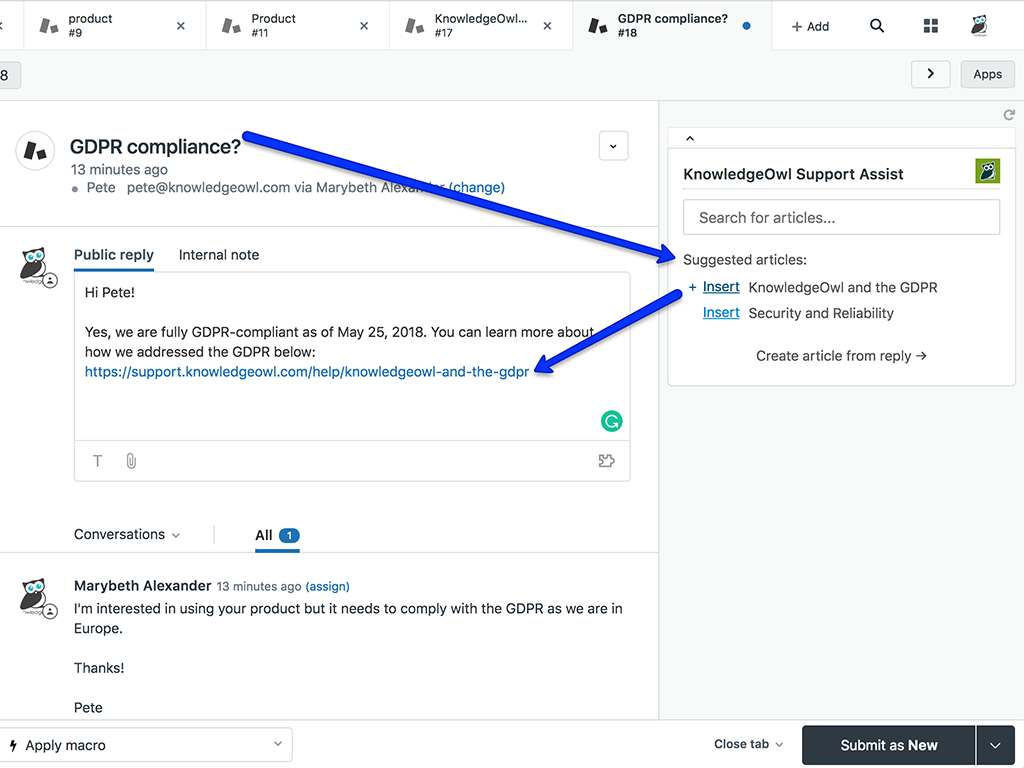 product
#9
Product
#11
KnowledgeOwl...
#17
GDPR compliance?
#18
+ Add
8
Apps
GDPR compliance?
13 minutes ago
Pete pete@knowledgeowl.com via Marybeth Alexander (change)
Public reply Internal note
Hi Pete!
Yes, we are fully GDPR-compliant as of May 25, 2018. You can learn more about
how we addressed the GDPR below:
https://support.knowledgeowl.com/help/knowledgeowl-and-the-gdpr
T
Conversations All 1
Marybeth Alexander 13 minutes ago (assign)
I'm interested in using your product but it needs to comply with the GDPR as we are in
Europe.
Thanks!
Pete
KnowledgeOwl Support Assist
Search for articles...
Suggested articles:
+ Insert KnowledgeOwl and the GDPR
Insert Security and Reliability
Create article from reply →
Apply macro
Close tab
Submit as New